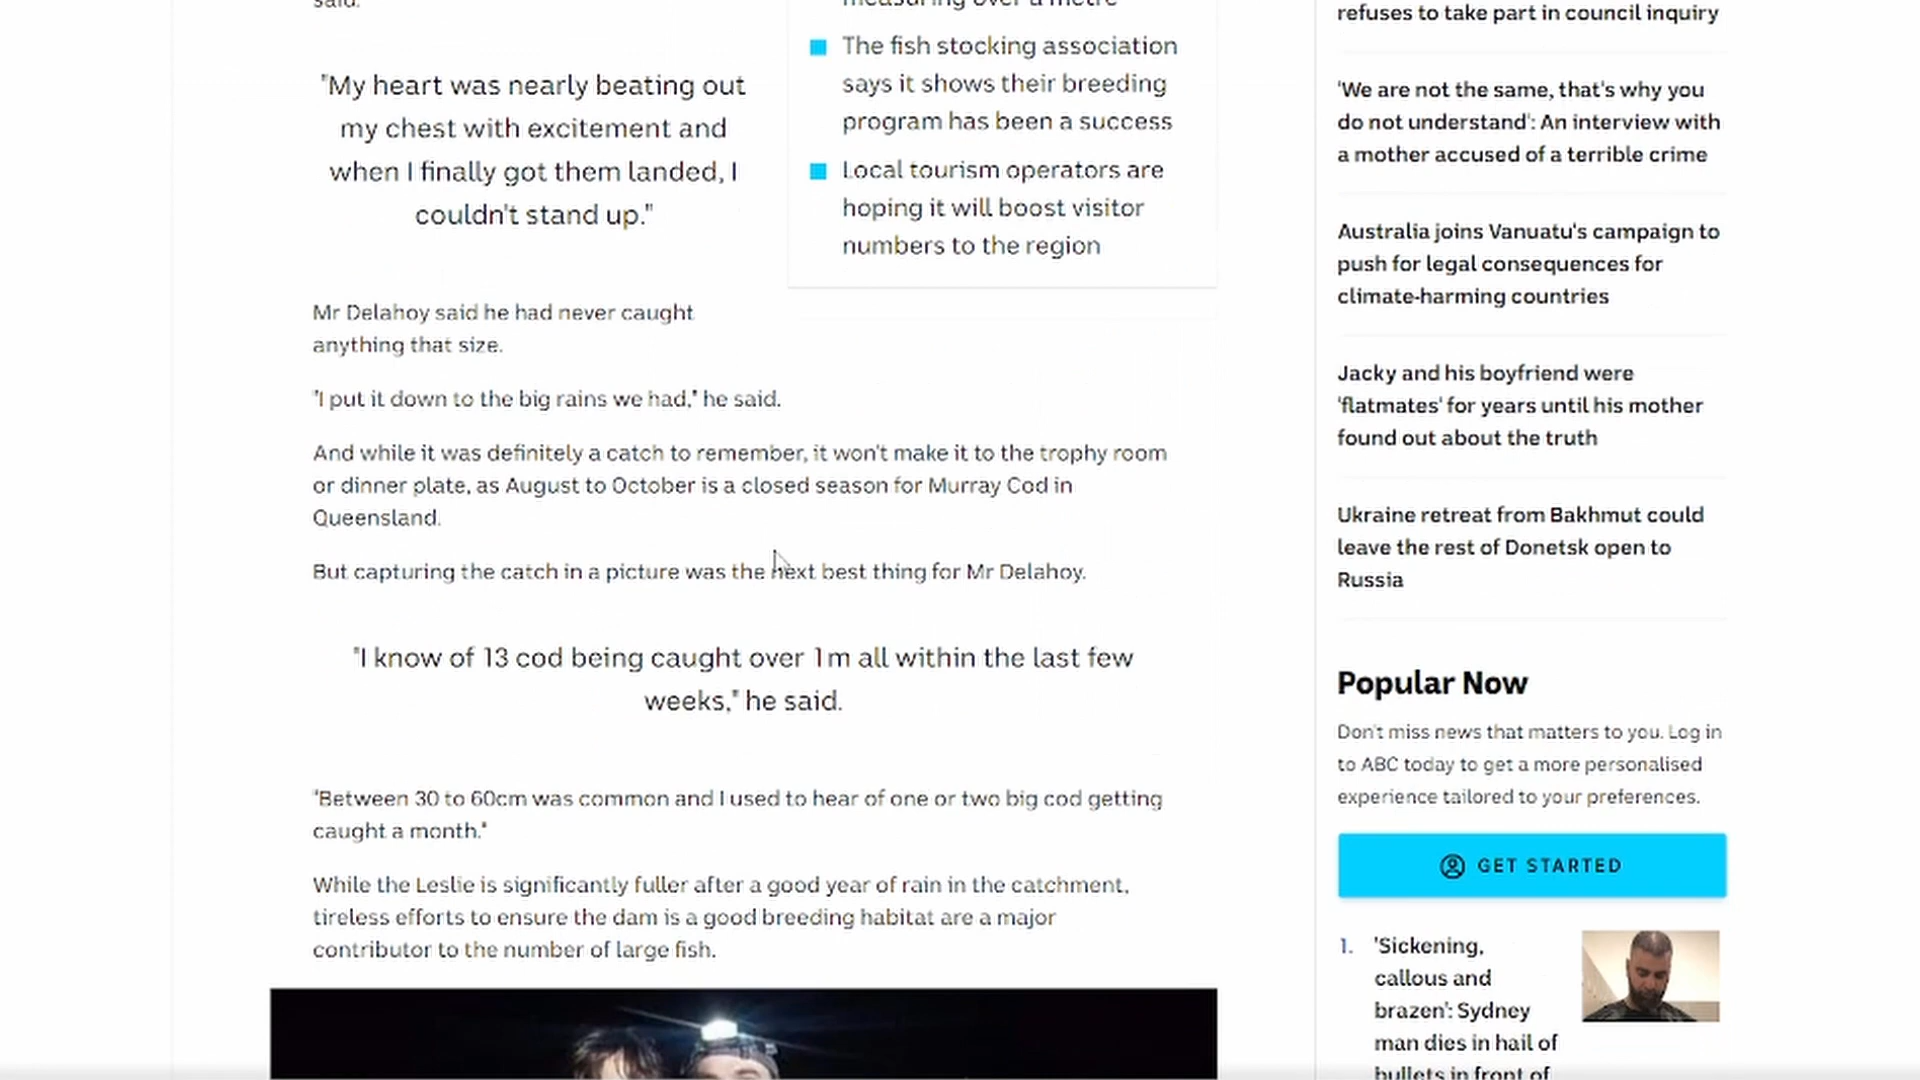 said.
"My heart was nearly beating out
my chest with excitement and
when I finally got them landed, I
couldn't stand up."
measuring over a metre
The fish stocking association
says it shows their breeding
program has been a success
Local tourism operators are
hoping it will boost visitor
numbers to the region
Mr Delahoy said he had never caught
anything that size.
"I put it down to the big rains we had," he said.
And while it was definitely a catch to remember, it won't make it to the trophy room
or dinner plate, as August to October is a closed season for Murray Cod in
Queensland.
But capturing the catch in a picture was the next best thing for Mr Delahoy.
"I know of 13 cod being caught over 1m all within the last few
weeks," he said.
"Between 30 to 60cm was common and I used to hear of one or two big cod getting
caught a month."
While the Leslie is significantly fuller after a good year of rain in the catchment,
tireless efforts to ensure the dam is a good breeding habitat are a major
contributor to the number of large fish.
refuses to take part in council inquiry
'We are not the same, that's why you
do not understand': An interview with
a mother accused of a terrible crime
Australia joins Vanuatu's campaign to
push for legal consequences for
climate-harming countries
Jacky and his boyfriend were
'flatmates' for years until his mother
found out about the truth
Ukraine retreat from Bakhmut could
leave the rest of Donetsk open to
Russia
Popular Now
Don't miss news that matters to you. Log in
to ABC today to get a more personalised
experience tailored to your preferences.
GET STARTED
1. 'Sickening,
callous and
brazen': Sydney
man dies in hail of
bullets in front of